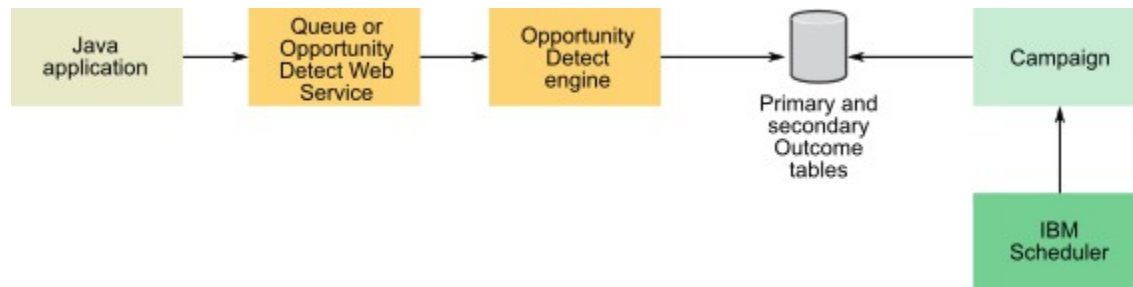 Java
application
Queue or
Opportunity
Detect Web
Service
Opportunity
Detect
engine
Primary and
secondary
Outcome
tables
Campaign
IBM
Scheduler